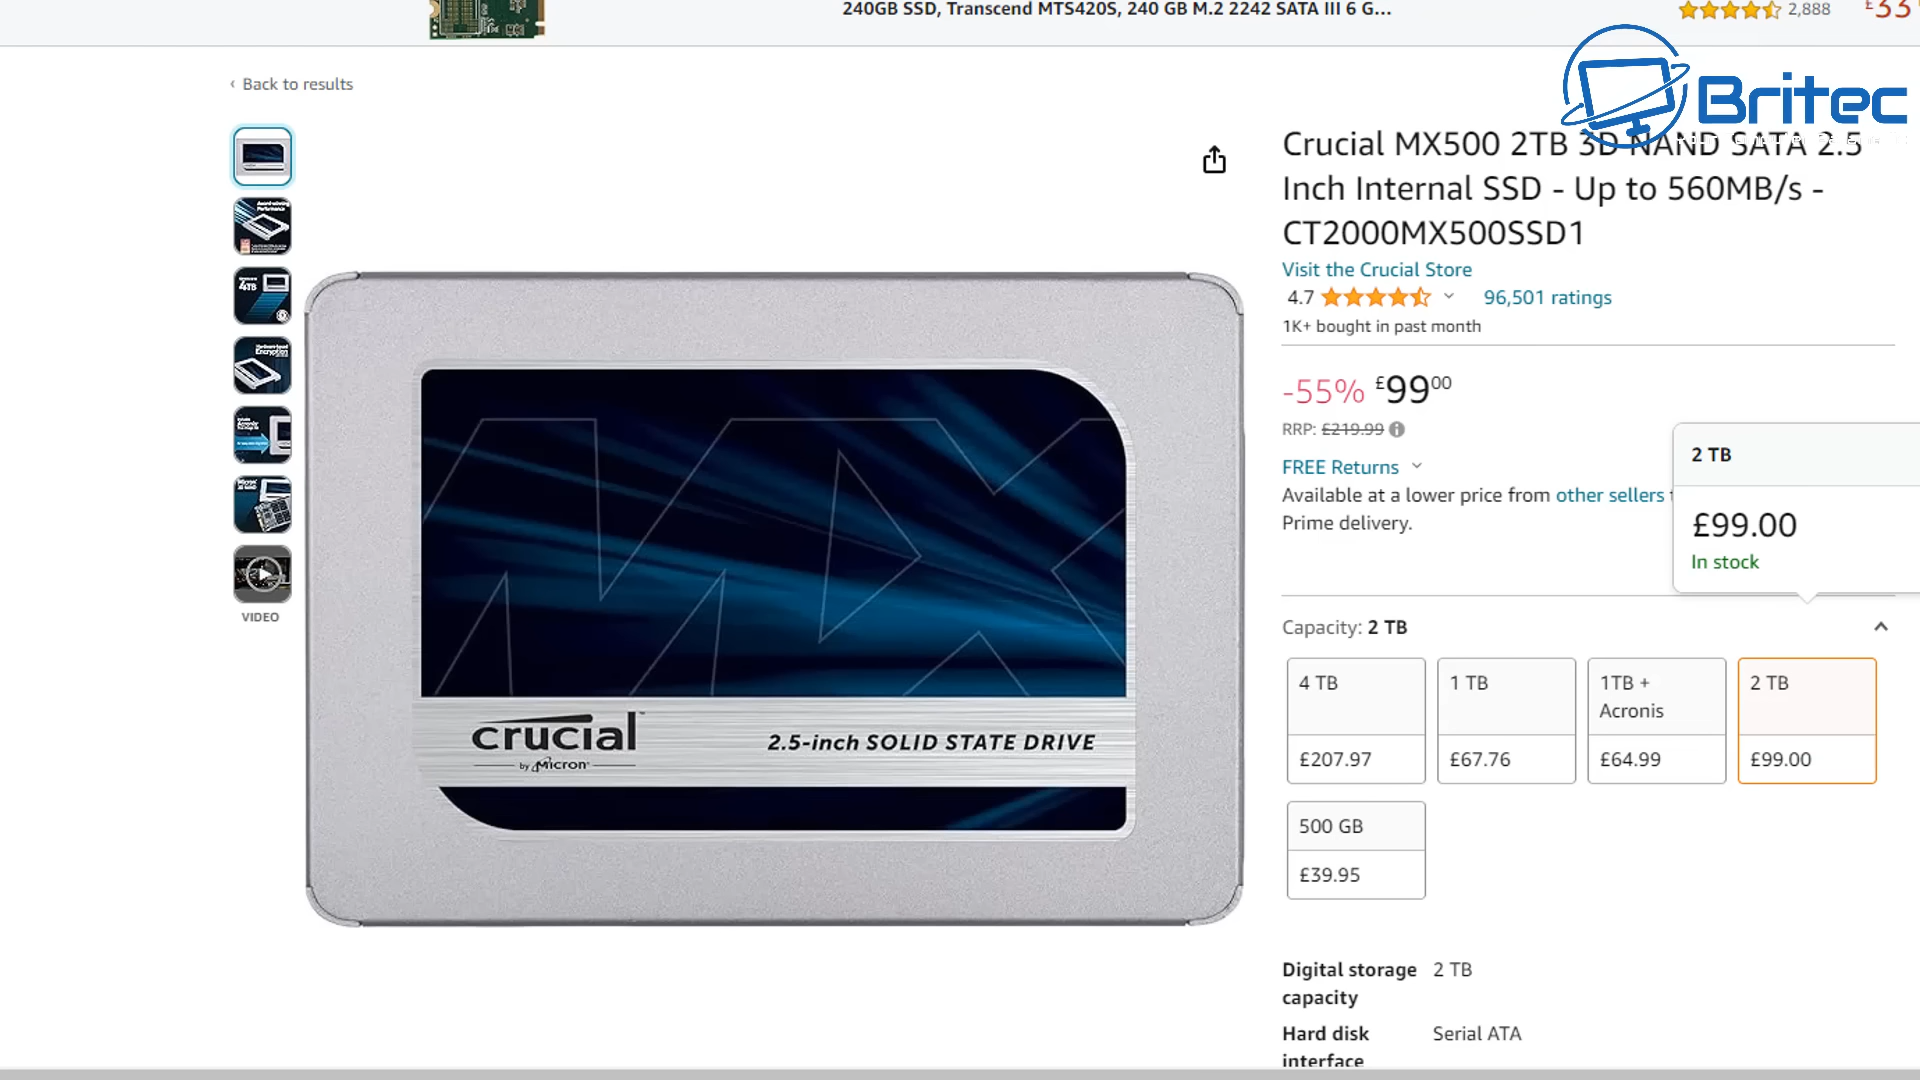 240GB SSD, Transcend MTS420S, 240 GB M.2 2242 SATA III 6 G...
2,888
£33
Britec
‹ Back to results
Crucial MX500 2TB 3D NAND SATA 2.5
Inch Internal SSD - Up to 560MB/s -
CT2000MX500SSD1
Visit the Crucial Store
4.7
96,501 ratings
1K+ bought in past month
-55% £99⁰⁰
RRP: £219.99
FREE Returns
Available at a lower price from other sellers
Prime delivery.
2 TB
£99.00
In stock
VIDEO
4TB
Encryption
MX
crucial
by Micron
2.5-inch SOLID STATE DRIVE
Capacity: 2 TB
4 TB
£207.97
1 TB
£67.76
1TB +
Acronis
£64.99
2 TB
£99.00
500 GB
£39.95
Digital storage
capacity
2 TB
Hard disk
interface
Serial ATA